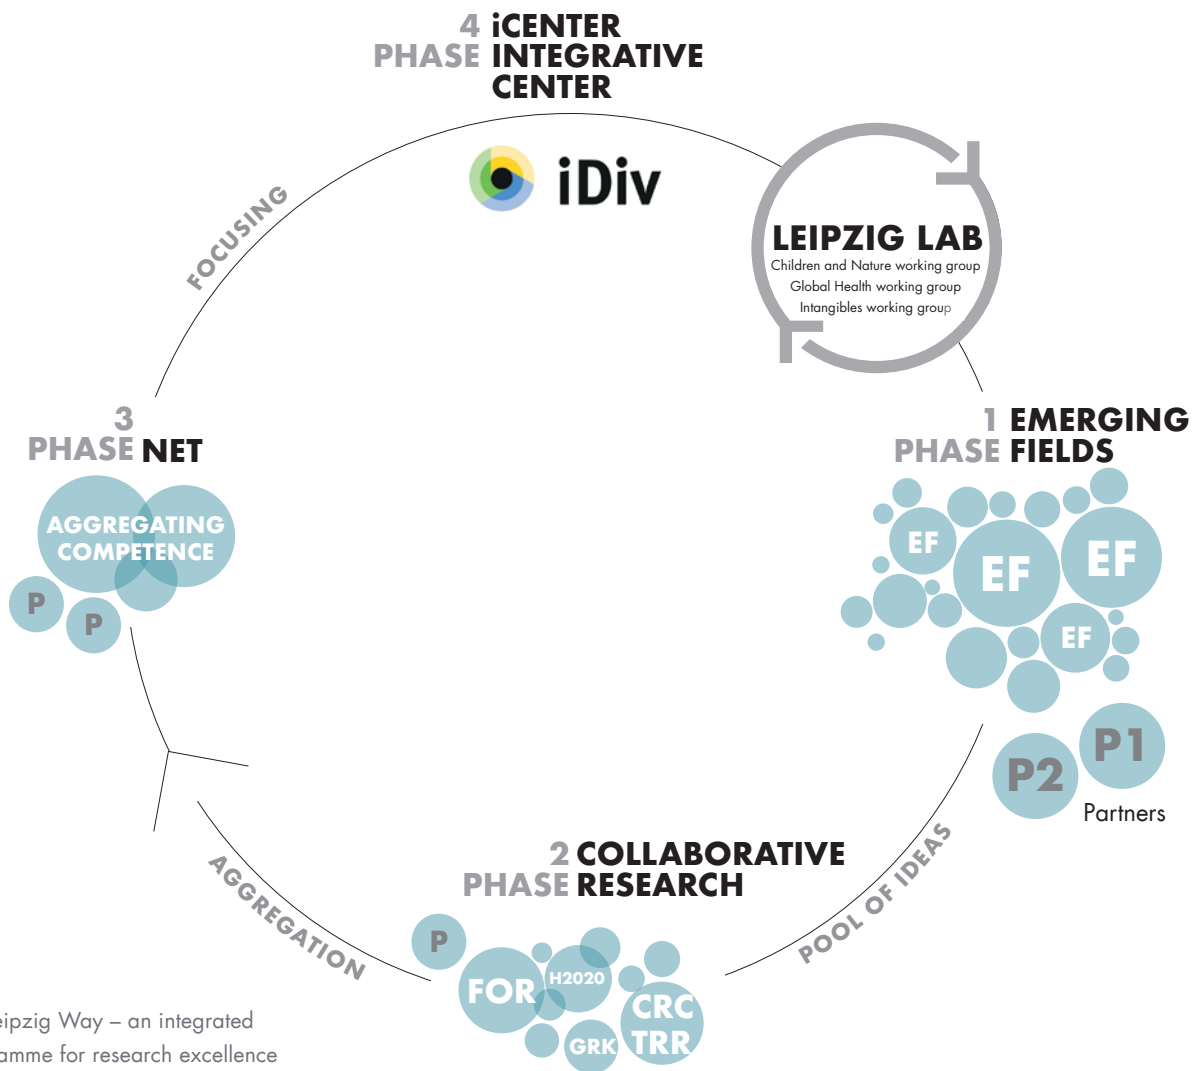 4 iCENTER
PHASE INTEGRATIVE
CENTER
iDiv
FOCUSING
LEIPZIG LAB
Children and Nature working group
Global Health working group
Intangibles working group
3
PHASE NET
AGGREGATING
COMPETENCE
P
P
1 EMERGING
PHASE FIELDS
EF
EF
EF
EF
P1
P2
Partners
POOL OF IDEAS
2 COLLABORATIVE
PHASE RESEARCH
P
FOR
H2020
CRC
TRR
GRK
AGGREGATION
eipzig Way – an integrated
amme for research excellence